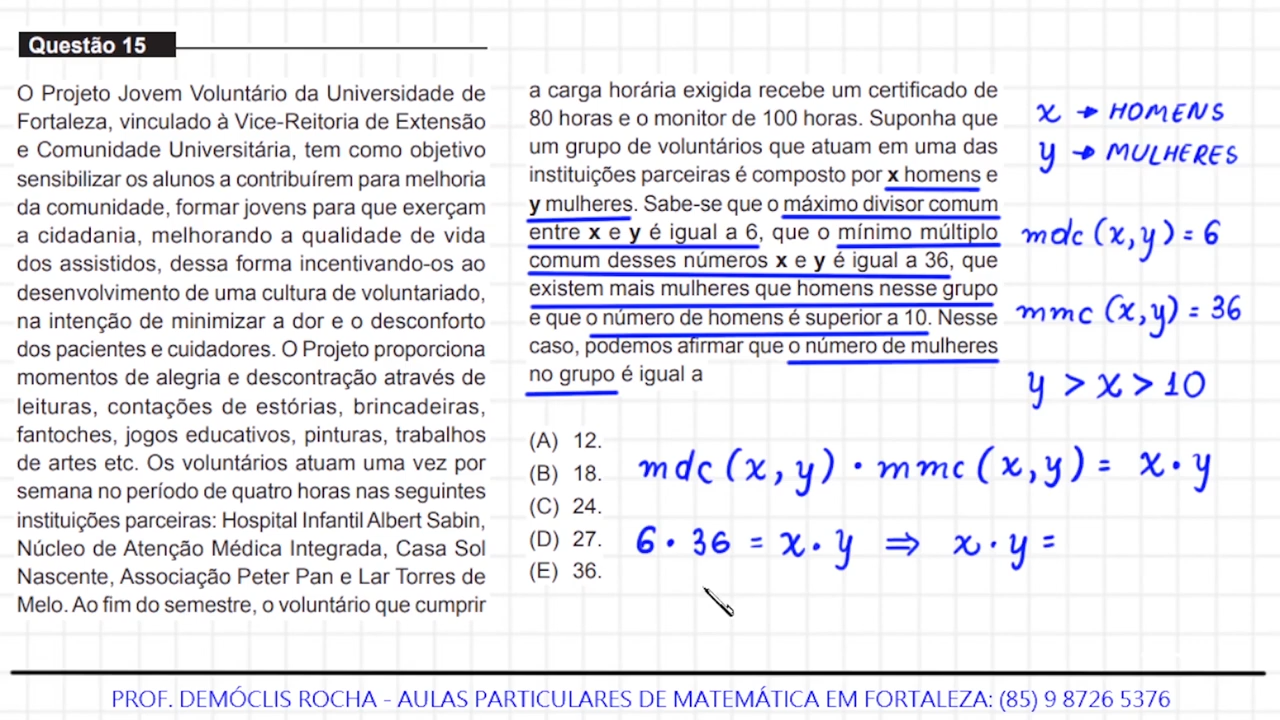 Questão 15
O Projeto Jovem Voluntário da Universidade de
Fortaleza, vinculado à Vice-Reitoria de Extensão
e Comunidade Universitária, tem como objetivo
sensibilizar os alunos a contribuírem para melhoria
da comunidade, formar jovens para que exerçam
a cidadania, melhorando a qualidade de vida
dos assistidos, dessa forma incentivando-os ao
desenvolvimento de uma cultura de voluntariado,
na intenção de minimizar a dor e o desconforto
dos pacientes e cuidadores. O Projeto proporciona
momentos de alegria e descontração através de
leituras, contações de estórias, brincadeiras,
fantoches, jogos educativos, pinturas, trabalhos
de artes etc. Os voluntários atuam uma vez por
semana no período de quatro horas nas seguintes
instituições parceiras: Hospital Infantil Albert Sabin,
Núcleo de Atenção Médica Integrada, Casa Sol
Nascente, Associação Peter Pan e Lar Torres de
Melo. Ao fim do semestre, o voluntário que cumprir
a carga horária exigida recebe um certificado de
80 horas e o monitor de 100 horas. Suponha que
um grupo de voluntários que atuam em uma das
instituições parceiras é composto por x homens e
y mulheres. Sabe-se que o máximo divisor comum
entre x e y é igual a 6, que o mínimo múltiplo
comum desses números x e y é igual a 36, que
existem mais mulheres que homens nesse grupo
e que o número de homens é superior a 10. Nesse
caso, podemos afirmar que o número de mulheres
no grupo é igual a
(A) 12.
(B) 18.
(C) 24.
(D) 27.
(E) 36.
x → HOMENS
y → MULHERES
mdc (x, y) = 6
mmc (x, y) = 36
y > x > 10
mdc (x, y) · mmc (x, y) = x · y
6 · 36 = x · y ⇒ x · y =
PROF. DEMÓCLIS ROCHA - AULAS PARTICULARES DE MATEMÁTICA EM FORTALEZA: (85) 9 8726 5376